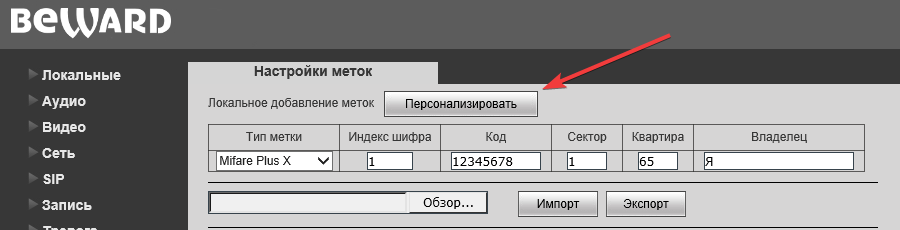 BEWARD
Локальные
Аудио
Видео
Сеть
SIP
Запись
Тревога
Настройки меток
Локальное добавление меток Персонализировать
Тип метки Индекс шифра Код Сектор Квартира Владелец
Mifare Plus X 1 12345678 1 65 Я
Обзор... Импорт Экспорт